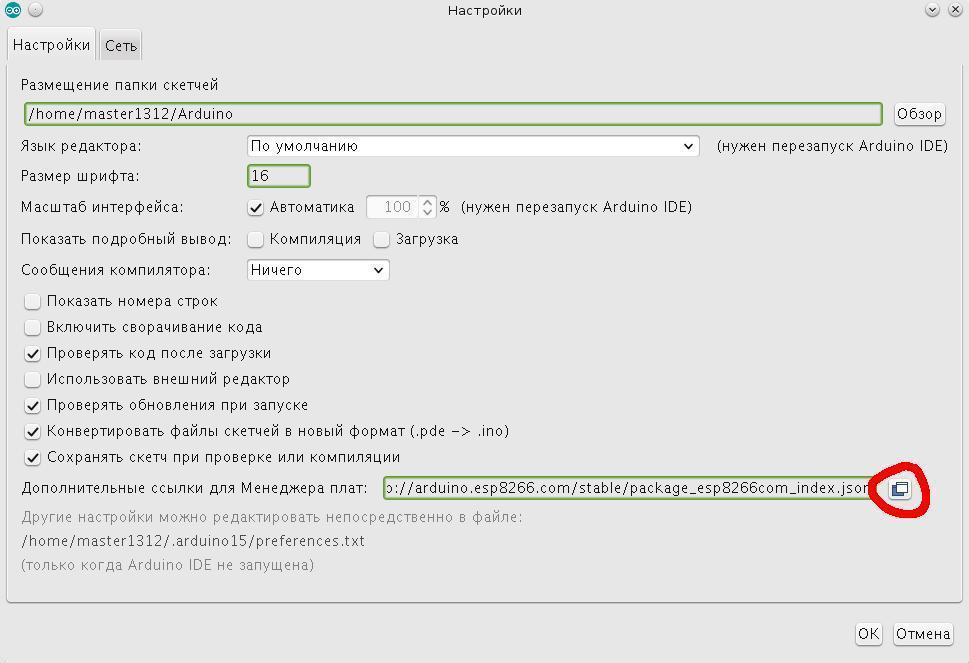 Настройки
Настройки Сеть
Размещение папки скетчей
/home/master1312/Arduino Обзор
Язык редактора: По умолчанию (нужен перезапуск Arduino IDE)
Размер шрифта: 16
Масштаб интерфейса: Автоматика 100 % (нужен перезапуск Arduino IDE)
Показать подробный вывод: Компиляция Загрузка
Сообщения компилятора: Ничего
Показать номера строк
Включить сворачивание кода
Проверять код после загрузки
Использовать внешний редактор
Проверять обновления при запуске
Конвертировать файлы скетчей в новый формат (.pde -> .ino)
Сохранять скетч при проверке или компиляции
Дополнительные ссылки для Менеджера плат: p://arduino.esp8266.com/stable/package_esp8266com_index.json
Другие настройки можно редактировать непосредственно в файле:
/home/master1312/.arduino15/preferences.txt
(только когда Arduino IDE не запущена)
OK Отмена